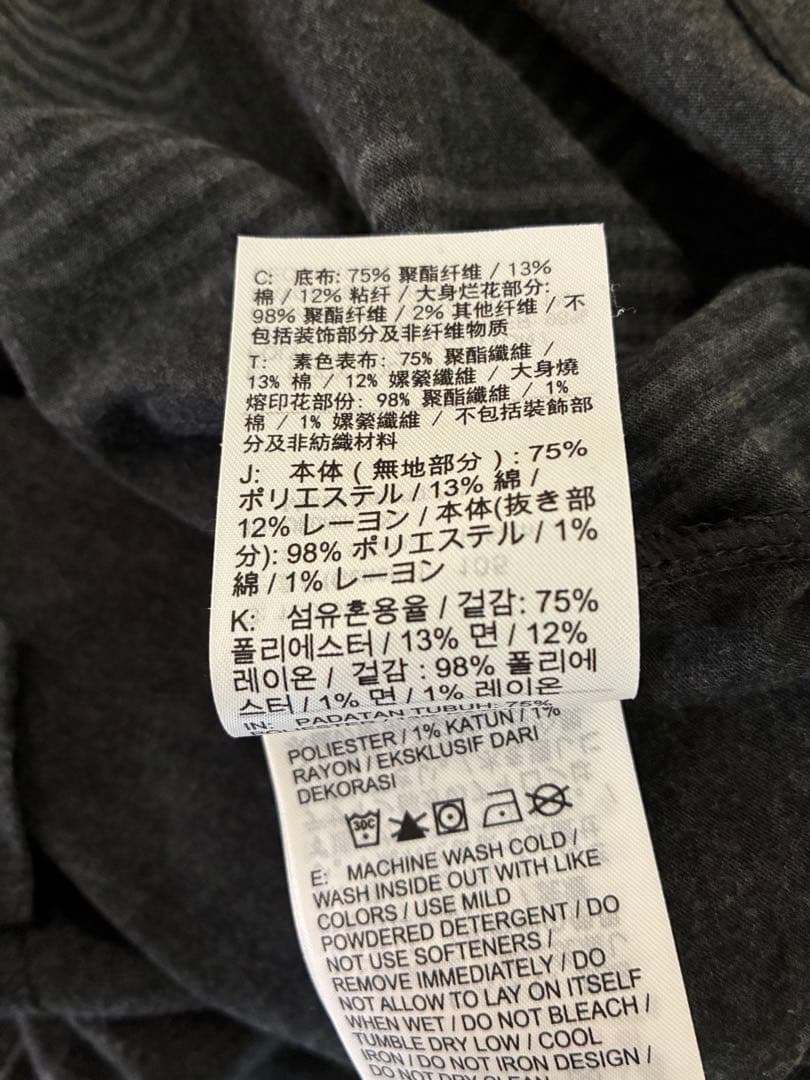 C: 底布: 75% 聚酯纤维 / 13%
棉 / 12% 粘纤 / 大身烂花部分:
98% 聚酯纤维 / 2% 其他纤维 / 不
包括装饰部分及非纤维物质
T: 素色表布: 75% 聚酯纖維 /
13% 棉 / 12% 嫘縈纖維 / 大身燒
熔印花部份: 98% 聚酯纖維 / 1%
棉 / 1% 嫘縈纖維 / 不包括裝飾部
分及非紡織材料
J: 本体 ( 無地部分 ) : 75%
ポリエステル / 13% 綿 /
12% レーヨン / 本体(抜き部
分): 98% ポリエステル / 1%
綿 / 1% レーヨン
K: 섬유혼용율 / 겉감: 75%
폴리에스터 / 13% 면 / 12%
레이온 / 겉감 : 98% 폴리에
스터 / 1% 면 / 1% 레이온
IN: PADATAN TUBUH: 75%
POLIESTER / 1% KATUN / 1%
RAYON / EKSKLUSIF DARI
DEKORASI
30C
E: MACHINE WASH COLD /
WASH INSIDE OUT WITH LIKE
COLORS / USE MILD
POWDERED DETERGENT / DO
NOT USE SOFTENERS /
REMOVE IMMEDIATELY / DO
NOT ALLOW TO LAY ON ITSELF
WHEN WET / DO NOT BLEACH /
TUMBLE DRY LOW / COOL
IRON / DO NOT IRON DESIGN /
DO NOT DRY CLEAN